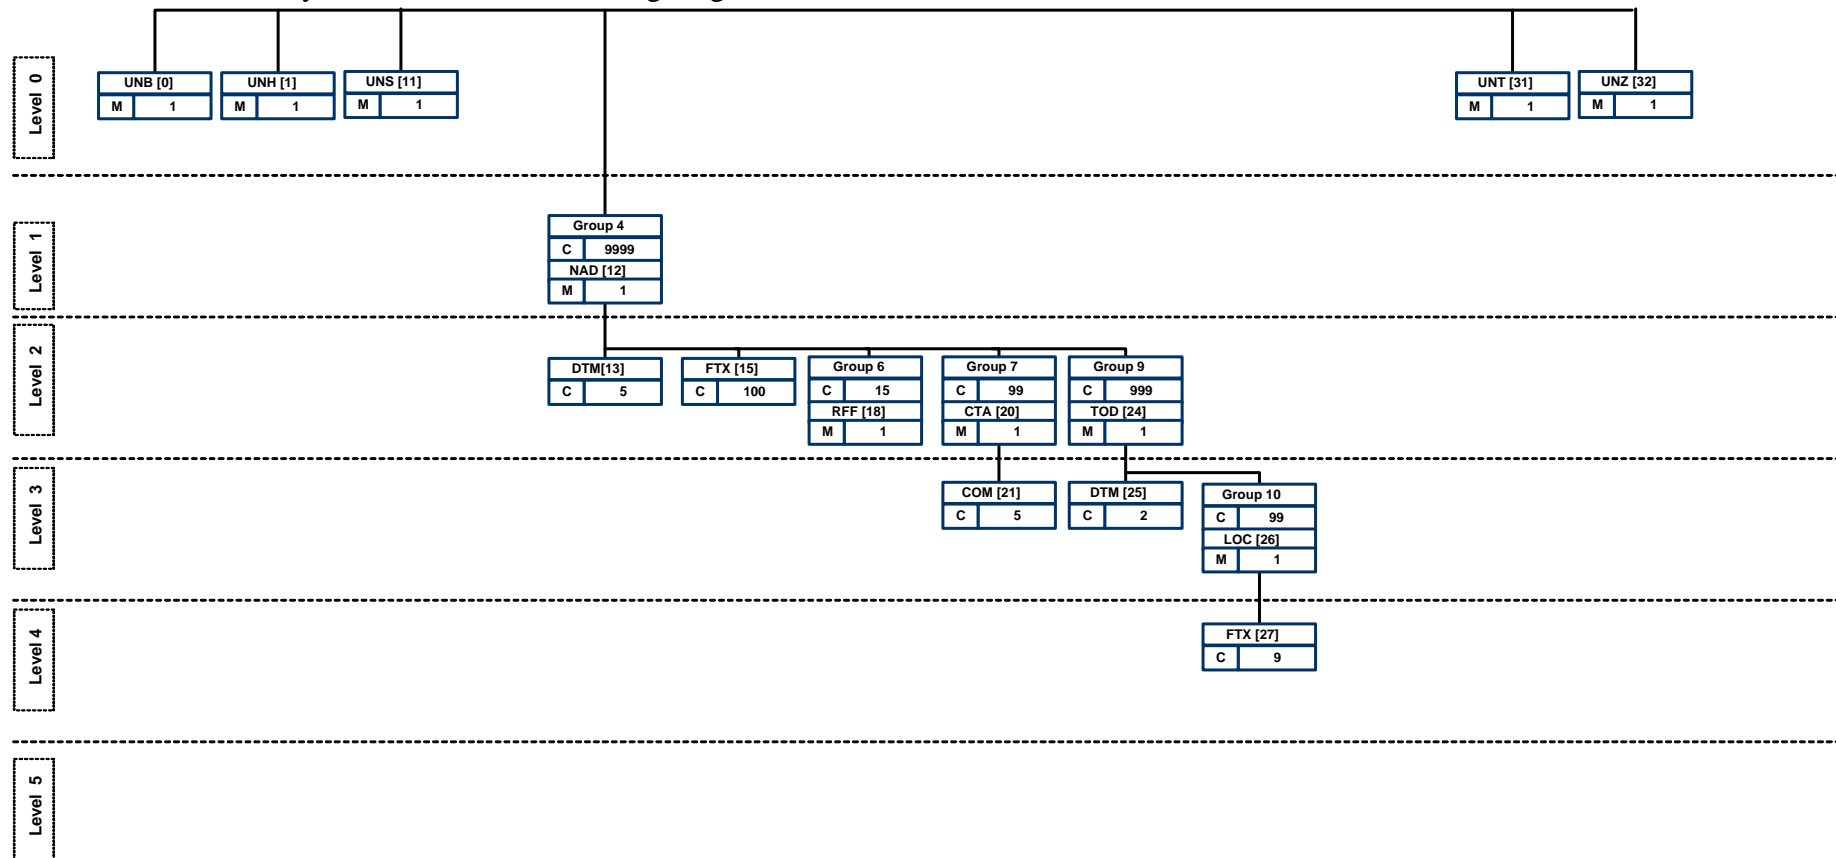 Level 0
UNB [0]
M 1
UNH [1]
M 1
UNS [11]
M 1
UNT [31]
M 1
UNZ [32]
M 1
Level 1
Group 4
C 9999
NAD [12]
M 1
Level 2
DTM[13]
C 5
FTX [15]
C 100
Group 6
C 15
RFF [18]
M 1
Group 7
C 99
CTA [20]
M 1
Group 9
C 999
TOD [24]
M 1
Level 3
COM [21]
C 5
DTM [25]
C 2
Group 10
C 99
LOC [26]
M 1
Level 4
FTX [27]
C 9
Level 5